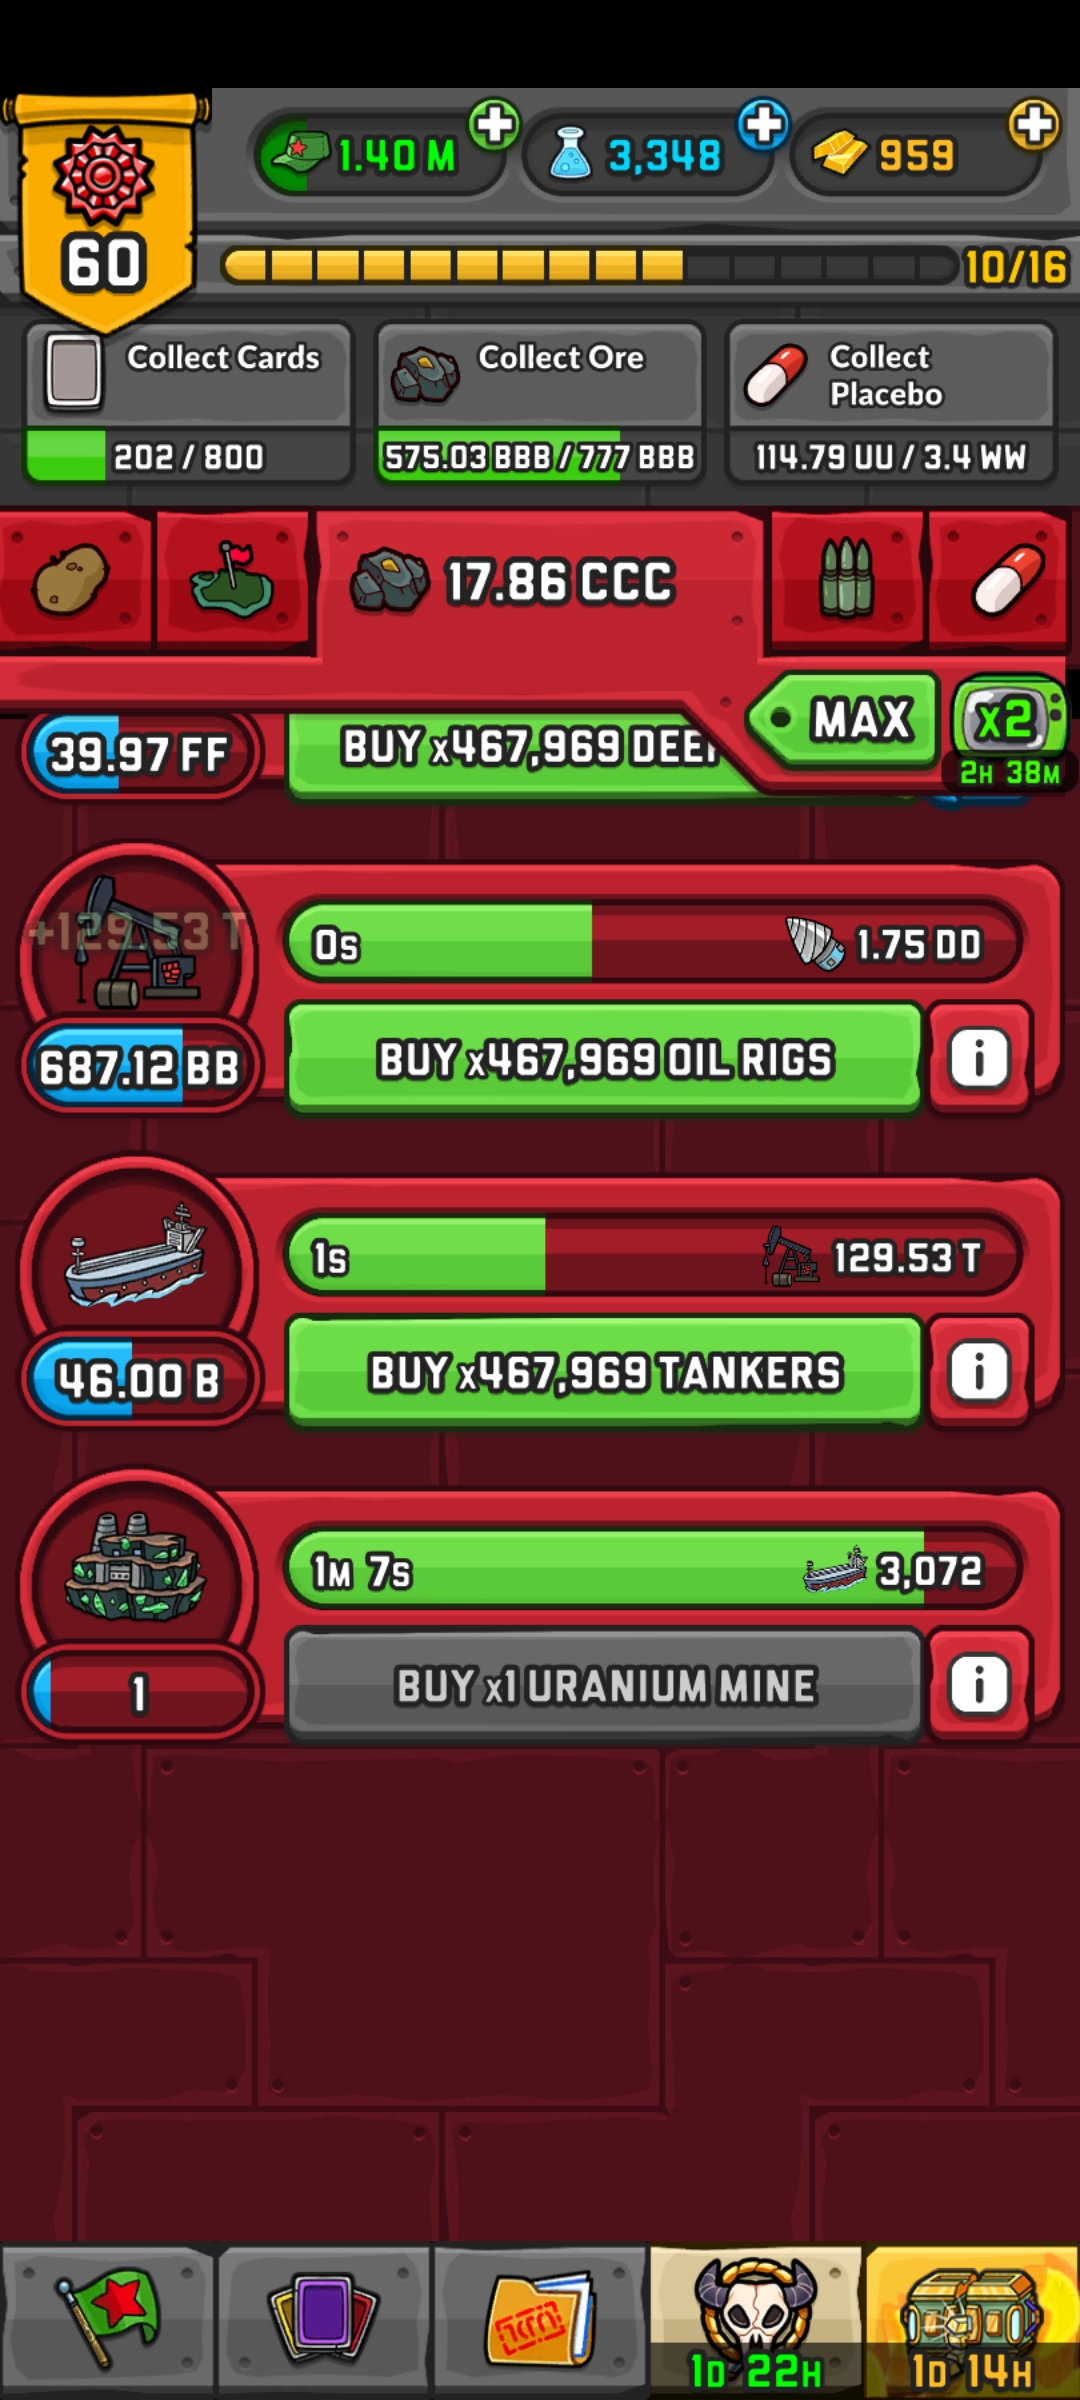 1.40 M
3,348
959
60
10/16
Collect Cards
Collect Ore
Collect
Placebo
202 / 800
575.03 BBB / 777 BBB
114.79 UU / 3.4 WW
17.86 CCC
MAX
x2
2H 38M
39.97 FF
BUY x467,969
+129.53 T
0s
1.75 DD
687.12 BB
BUY x467,969 OIL RIGS
i
1s
129.53 T
46.00 B
BUY x467,969 TANKERS
i
1M 7s
3,072
1
BUY x1 URANIUM MINE
i
1D 22H
1D 14H